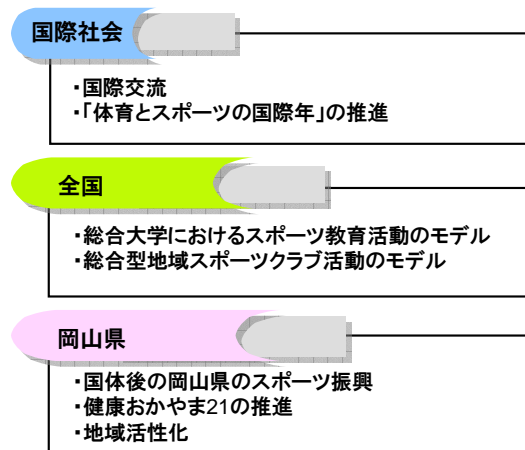 国際社会
・国際交流
・「体育とスポーツの国際年」の推進
全国
・総合大学におけるスポーツ教育活動のモデル
・総合型地域スポーツクラブ活動のモデル
岡山県
・国体後の岡山県のスポーツ振興
・健康おかやま21の推進
・地域活性化